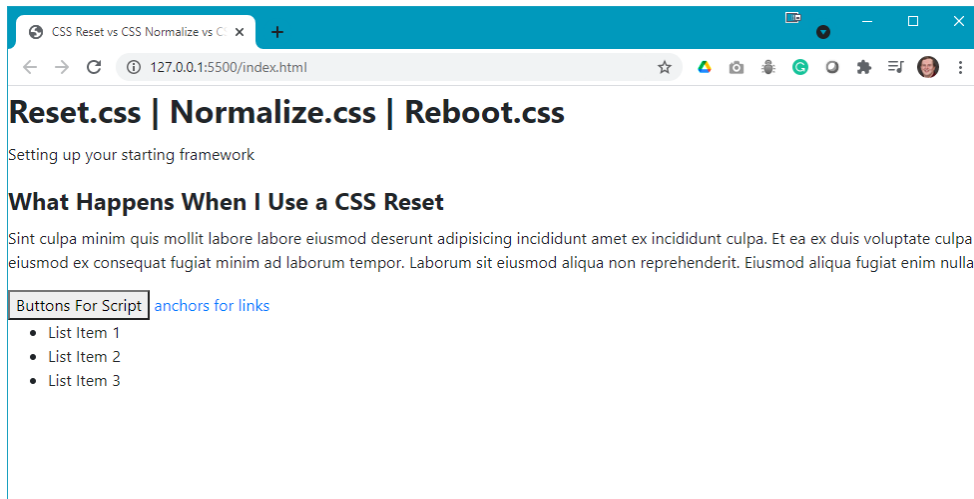 CSS Reset vs CSS Normalize vs C
127.0.0.1:5500/index.html
Reset.css | Normalize.css | Reboot.css
Setting up your starting framework
What Happens When I Use a CSS Reset
Sint culpa minim quis mollit labore labore eiusmod deserunt adipisicing incididunt amet ex incididunt culpa. Et ea ex duis voluptate culpa
eiusmod ex consequat fugiat minim ad laborum tempor. Laborum sit eiusmod aliqua non reprehenderit. Eiusmod aliqua fugiat enim nulla
Buttons For Script anchors for links
List Item 1
List Item 2
List Item 3